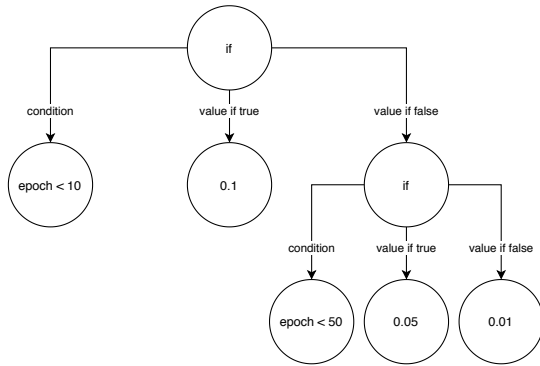 if
condition
value if true
value if false
epoch < 10
0.1
if
condition
value if true
value if false
epoch < 50
0.05
0.01